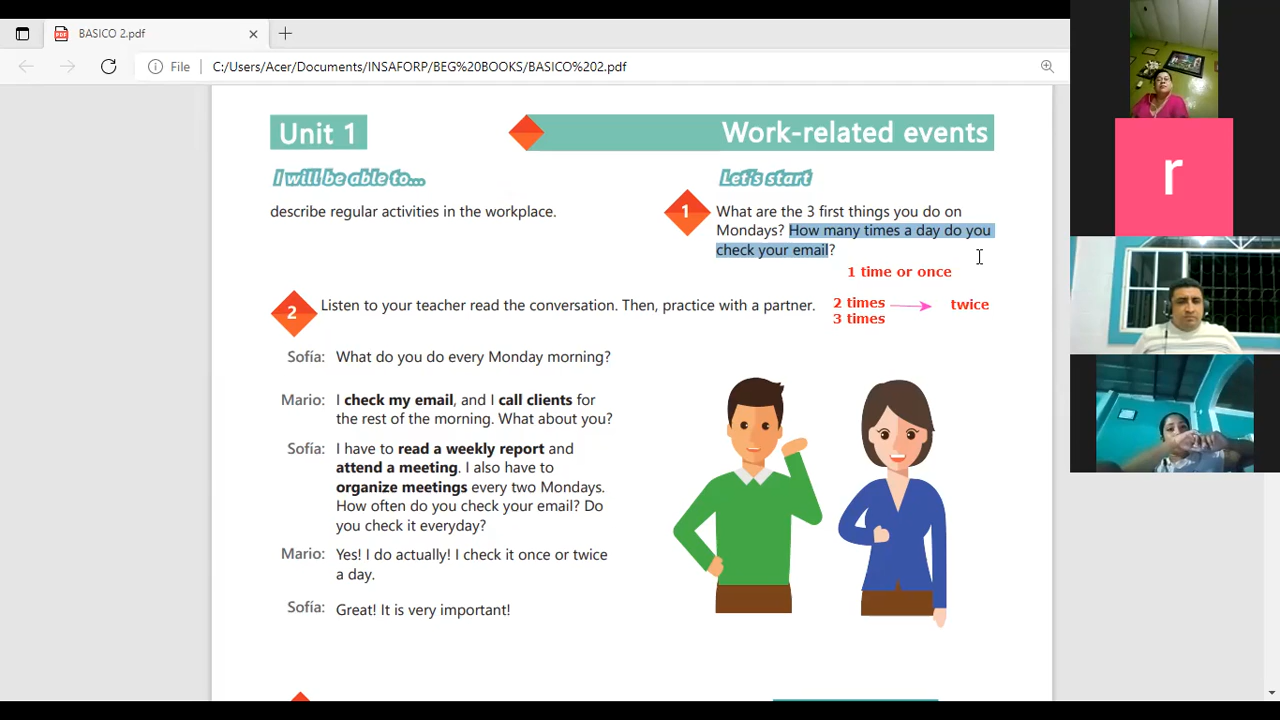 BASICO 2.pdf
File
C:/Users/Acer/Documents/INSAFORP/BEG%20BOOKS/BASICO%202.pdf
Unit 1
Work-related events
I will be able to...
describe regular activities in the workplace.
Let's start
1
What are the 3 first things you do on
Mondays? How many times a day do you
check your email?
1 time or once
2
Listen to your teacher read the conversation. Then, practice with a partner.
2 times
twice
3 times
Sofía: What do you do every Monday morning?
Mario: I check my email, and I call clients for
the rest of the morning. What about you?
Sofía: I have to read a weekly report and
attend a meeting. I also have to
organize meetings every two Mondays.
How often do you check your email? Do
you check it everyday?
Mario: Yes! I do actually! I check it once or twice
a day.
Sofía: Great! It is very important!
r